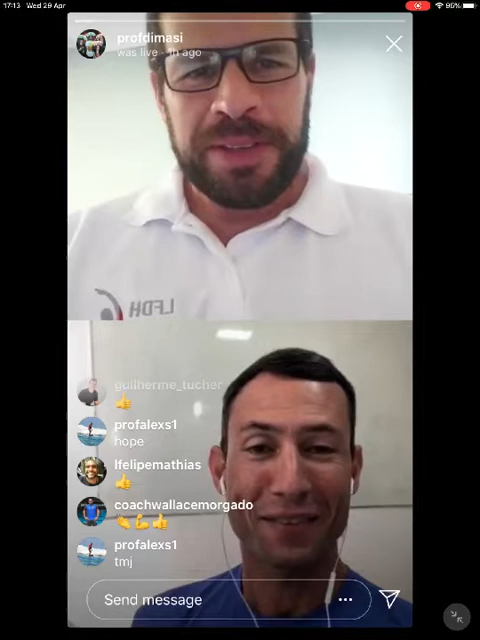 17:13 Wed 29 Apr
95%
profdimasi
was live · 1h ago
LFDH
guilherme_tucher
👍
profalexs1
hope
lfelipemathias
👍
coachwallacemorgado
👏💪👍
profalexs1
tmj
Send message